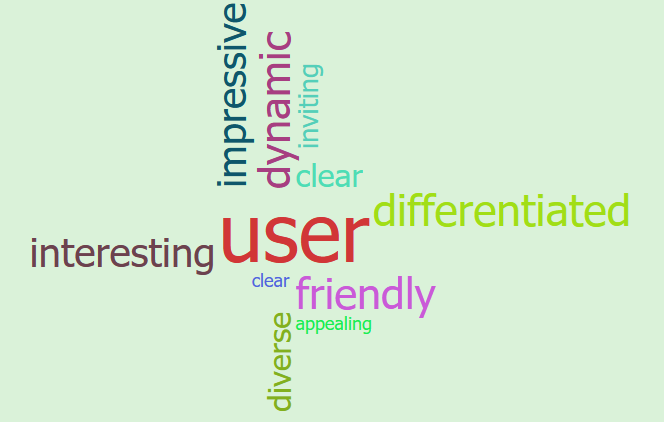 impressive
dynamic
inviting
clear
differentiated
user
interesting
clear
friendly
appealing
diverse